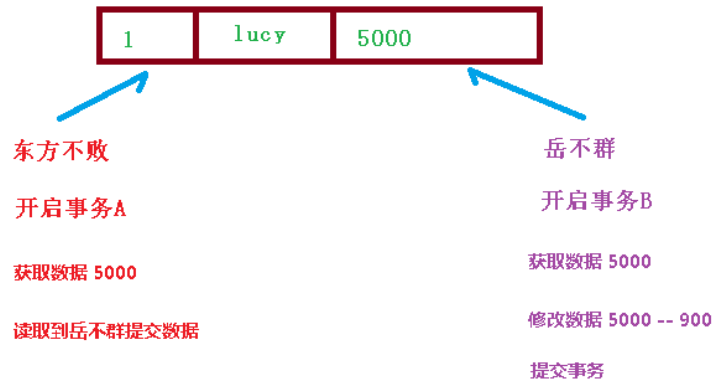 1 lucy 5000
东方不败
开启事务A
获取数据 5000
读取到岳不群提交数据
岳不群
开启事务B
获取数据 5000
修改数据 5000 -- 900
提交事务